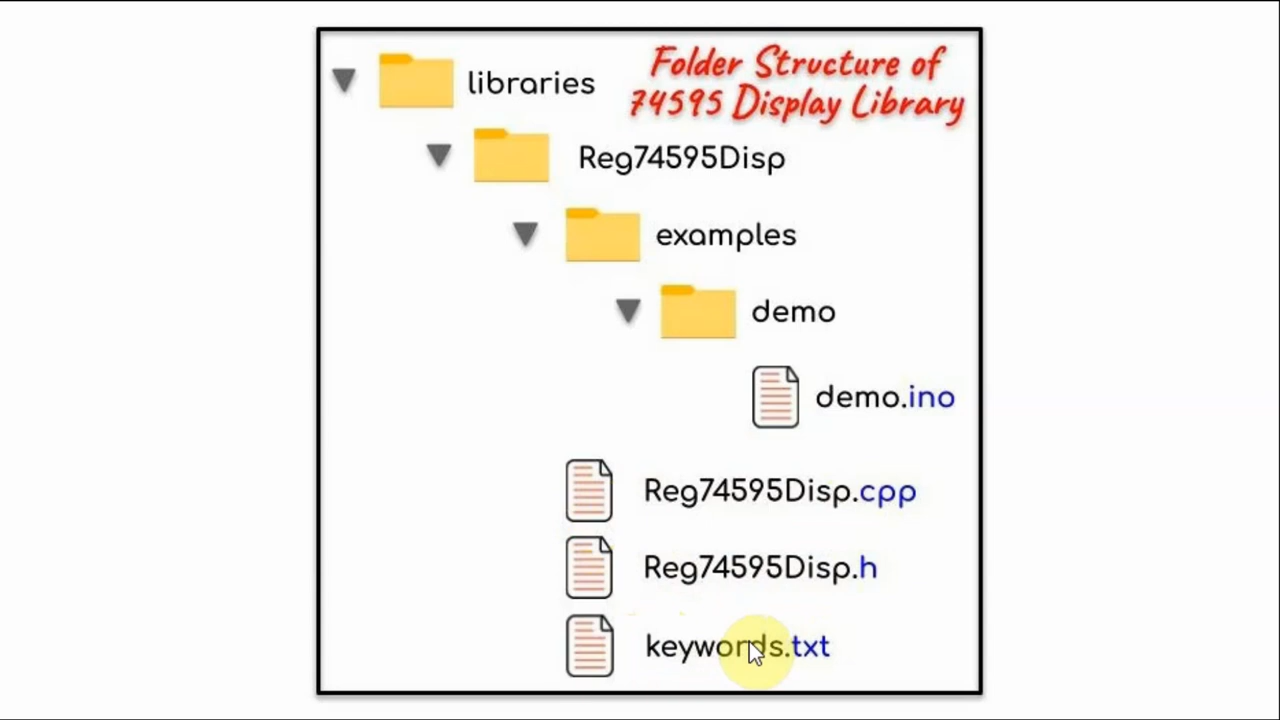 Folder Structure of
74595 Display Library
libraries
Reg74595Disp
examples
demo
demo.ino
Reg74595Disp.cpp
Reg74595Disp.h
keywords.txt